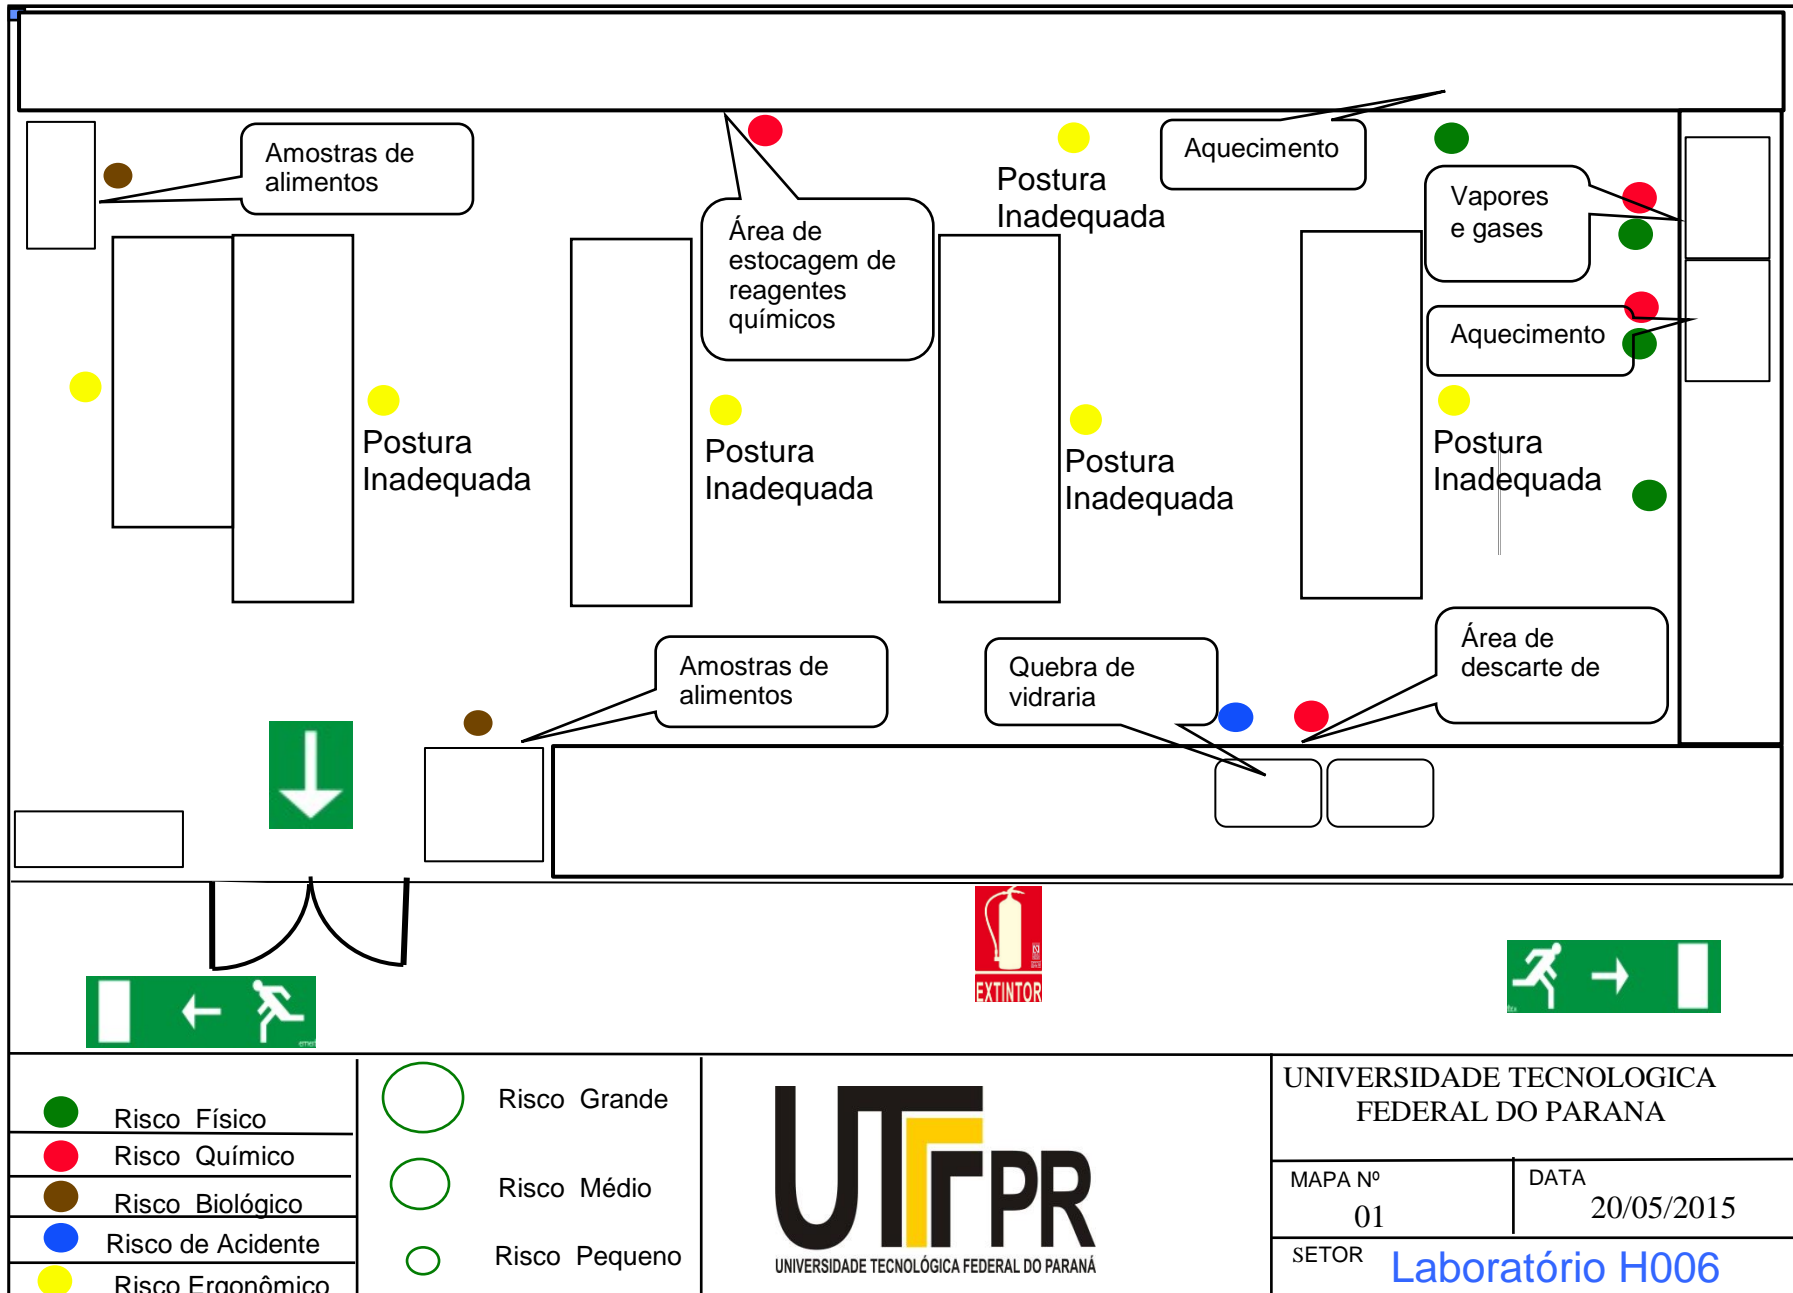 Amostras de
alimentos
Área de
estocagem de
reagentes
químicos
Postura
Inadequada
Aquecimento
Vapores
e gases
Aquecimento
Postura
Inadequada
Postura
Inadequada
Postura
Inadequada
Postura
Inadequada
Amostras de
alimentos
Quebra de
vidraria
Área de
descarte de
EXTINTOR
Risco Físico
Risco Químico
Risco Biológico
Risco de Acidente
Risco Ergonômico
Risco Grande
Risco Médio
Risco Pequeno
UTFPR
UNIVERSIDADE TECNOLÓGICA FEDERAL DO PARANÁ
UNIVERSIDADE TECNOLOGICA
FEDERAL DO PARANA
MAPA Nº
01
DATA
20/05/2015
SETOR Laboratório H006